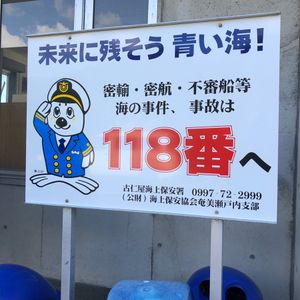 未来に残そう 青い海!
密輸・密航・不審船等
海の事件、事故は
118番へ
古仁屋海上保安署 0997-72-2999
(公財)海上保安協会奄美瀬戸内支部